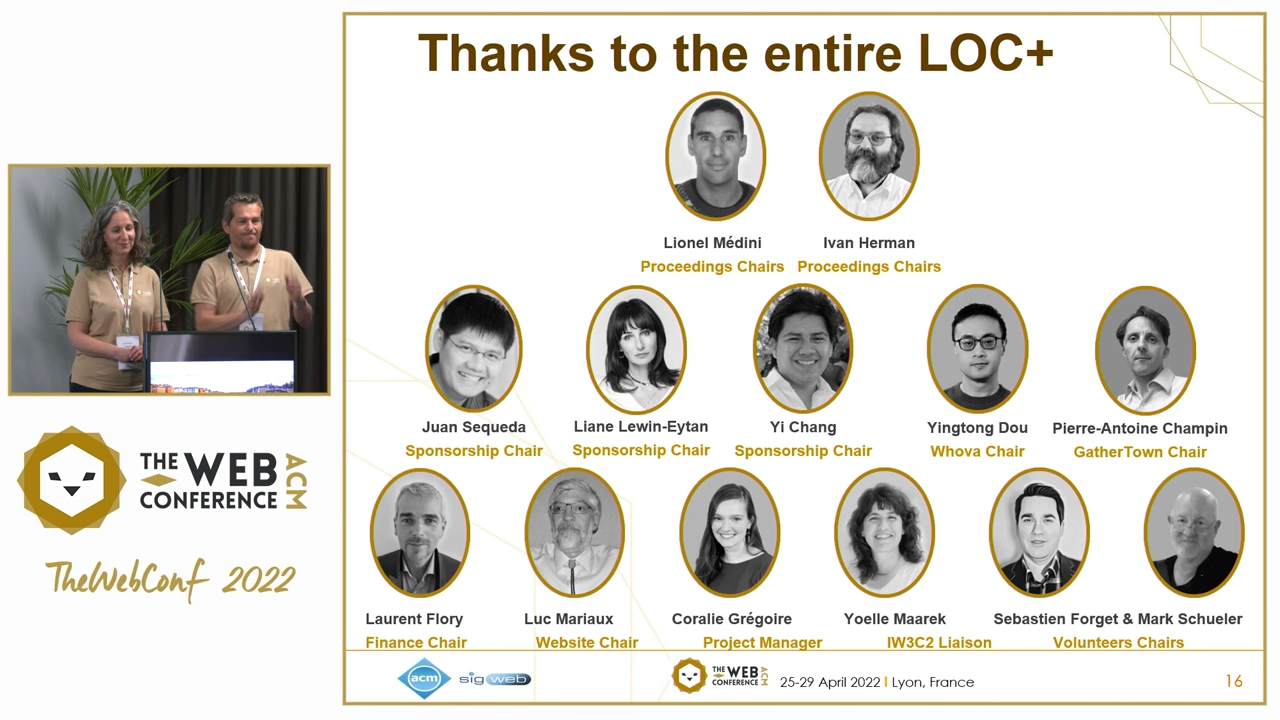 Thanks to the entire LOC+
Lionel Médini
Ivan Herman
Proceedings Chairs
Proceedings Chairs
Juan Sequeda
Liane Lewin-Eytan
Yi Chang
Yingtong Dou
Pierre-Antoine Champin
Sponsorship Chair
Sponsorship Chair
Sponsorship Chair
Whova Chair
GatherTown Chair
Laurent Flory
Luc Mariaux
Coralie Grégoire
Yoelle Maarek
Sebastien Forget & Mark Schueler
Finance Chair
Website Chair
Project Manager
IW3C2 Liaison
Volunteers Chairs
acm
sigweb
THE WEB
CONFERENCE
ACM
25-29 April 2022 I Lyon, France
16
THE WEB
CONFERENCE
ACM
TheWebConf 2022